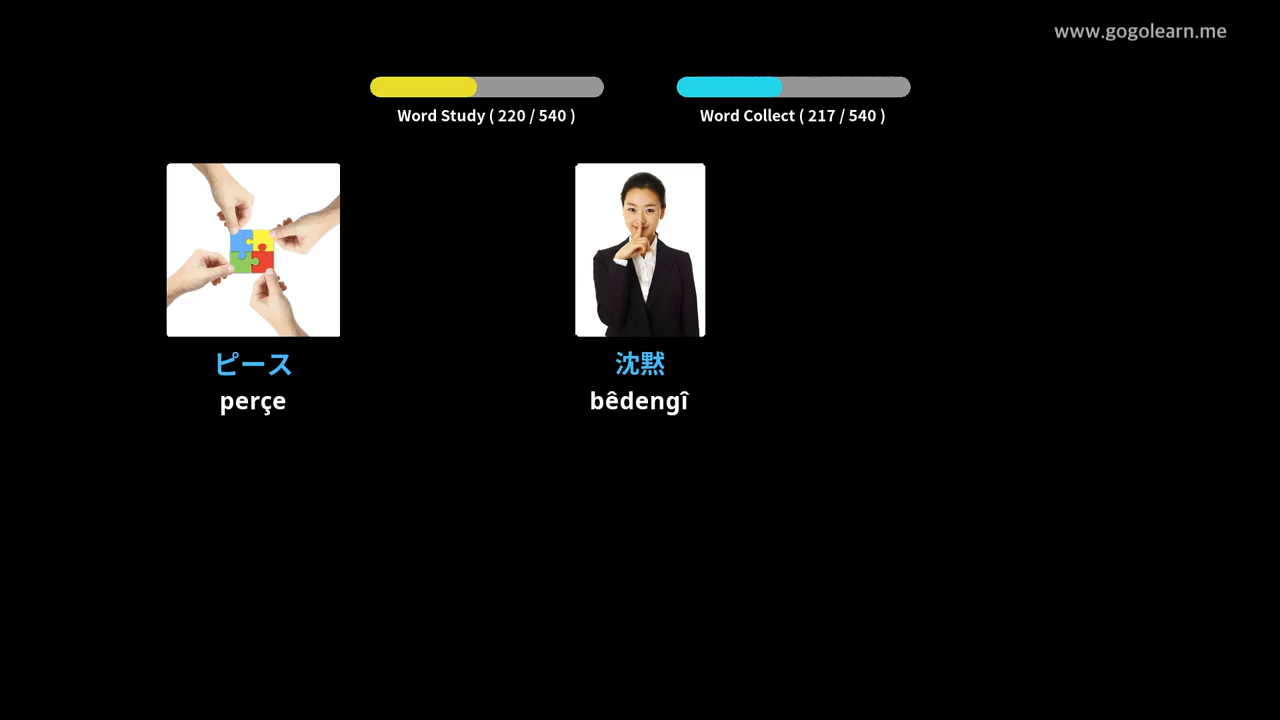 www.gogolearn.me
Word Study ( 220 / 540 )
Word Collect ( 217 / 540 )
ピース
perçe
沈黙
bêdengî